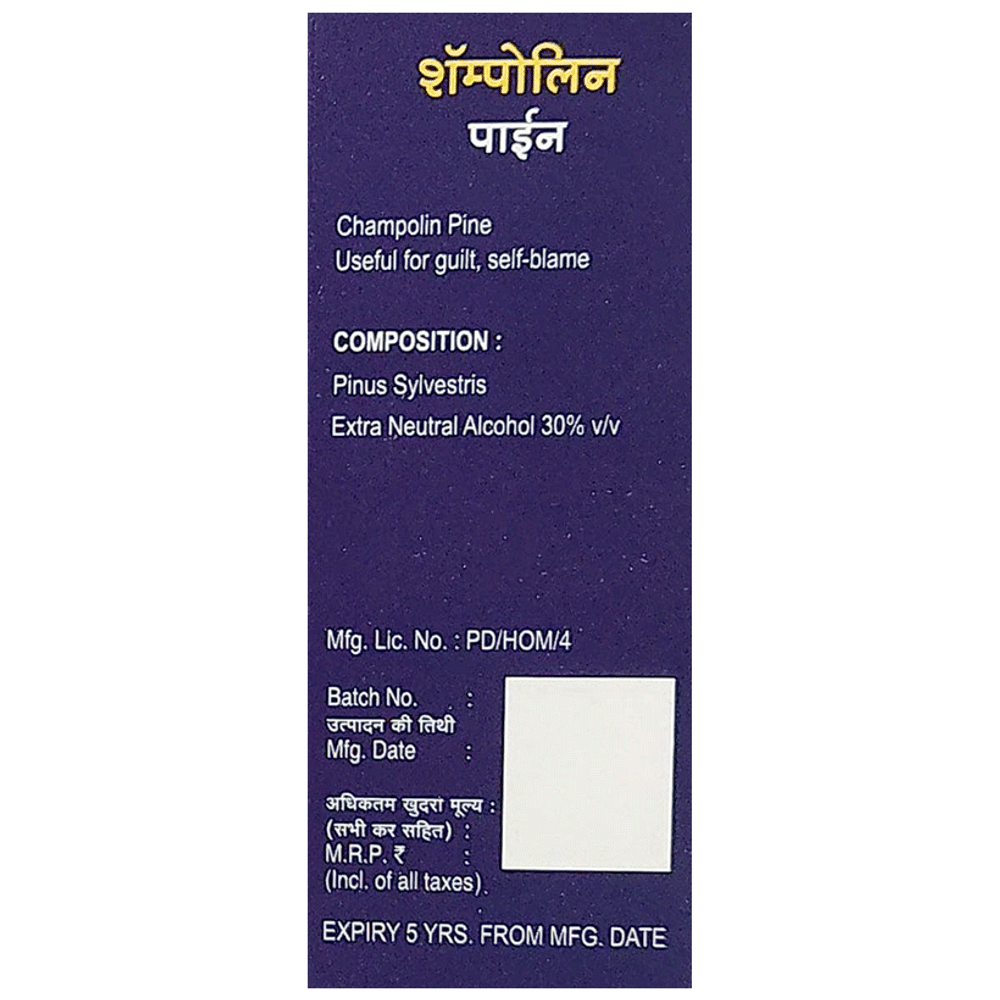 शॅम्पोलिन
पाईन
Champolin Pine
Useful for guilt, self-blame
COMPOSITION :
Pinus Sylvestris
Extra Neutral Alcohol 30% v/v
Mfg. Lic. No. : PD/HOM/4
Batch No. :
उत्पादन की तिथी
Mfg. Date :
अधिकतम खुदरा मूल्य :
(सभी कर सहित) :
M.R.P. ₹ :
(Incl. of all taxes)
EXPIRY 5 YRS. FROM MFG. DATE